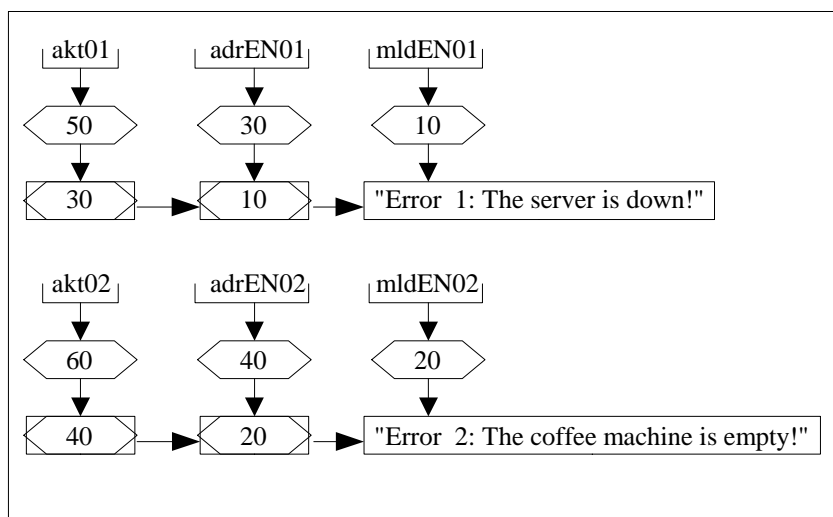 akt01 adrEN01 mldEN01
50 30 10
30 10 "Error 1: The server is down!"
akt02 adrEN02 mldEN02
60 40 20
40 20 "Error 2: The coffee machine is empty!"